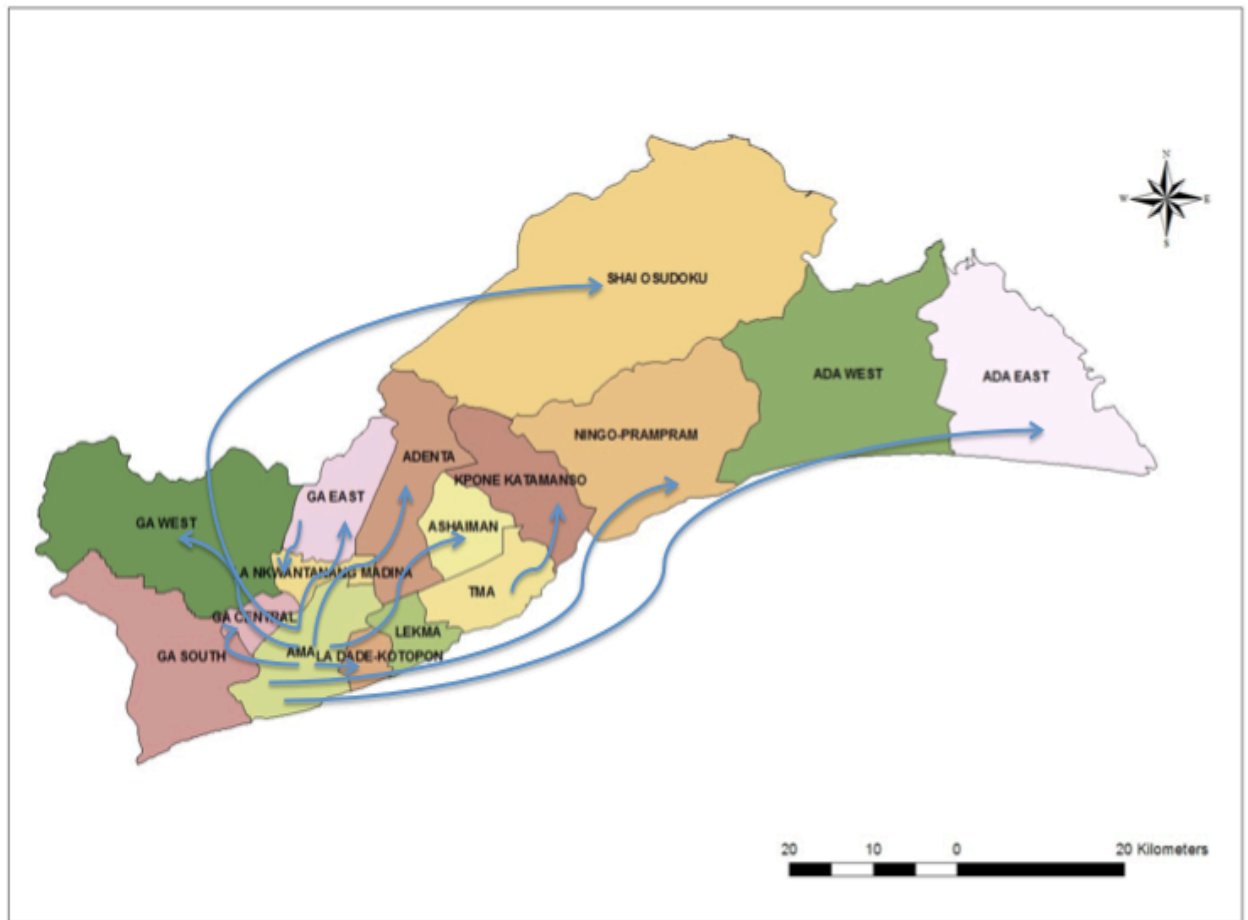 N
W E
S
SHAI OSUDOKU
ADA WEST
ADA EAST
NINGO-PRAMPRAM
ADENTA
KPONE KATAMANSO
GA EAST
GA WEST
ASHAIMAN
A NKWANTANANG MADINA
TMA
GA CENTRAL
LEKMA
GA SOUTH
AMA
LA DADE-KOTOPON
20 10 0 20 Kilometers